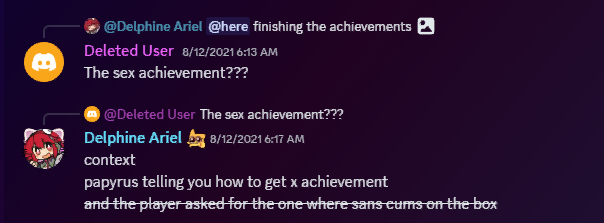 @Delphine Ariel @here finishing the achievements
Deleted User 8/12/2021 6:13 AM
The sex achievement???
@Deleted User The sex achievement???
Delphine Ariel 8/12/2021 6:17 AM
context
papyrus telling you how to get x achievement
and the player asked for the one where sans cums on the box